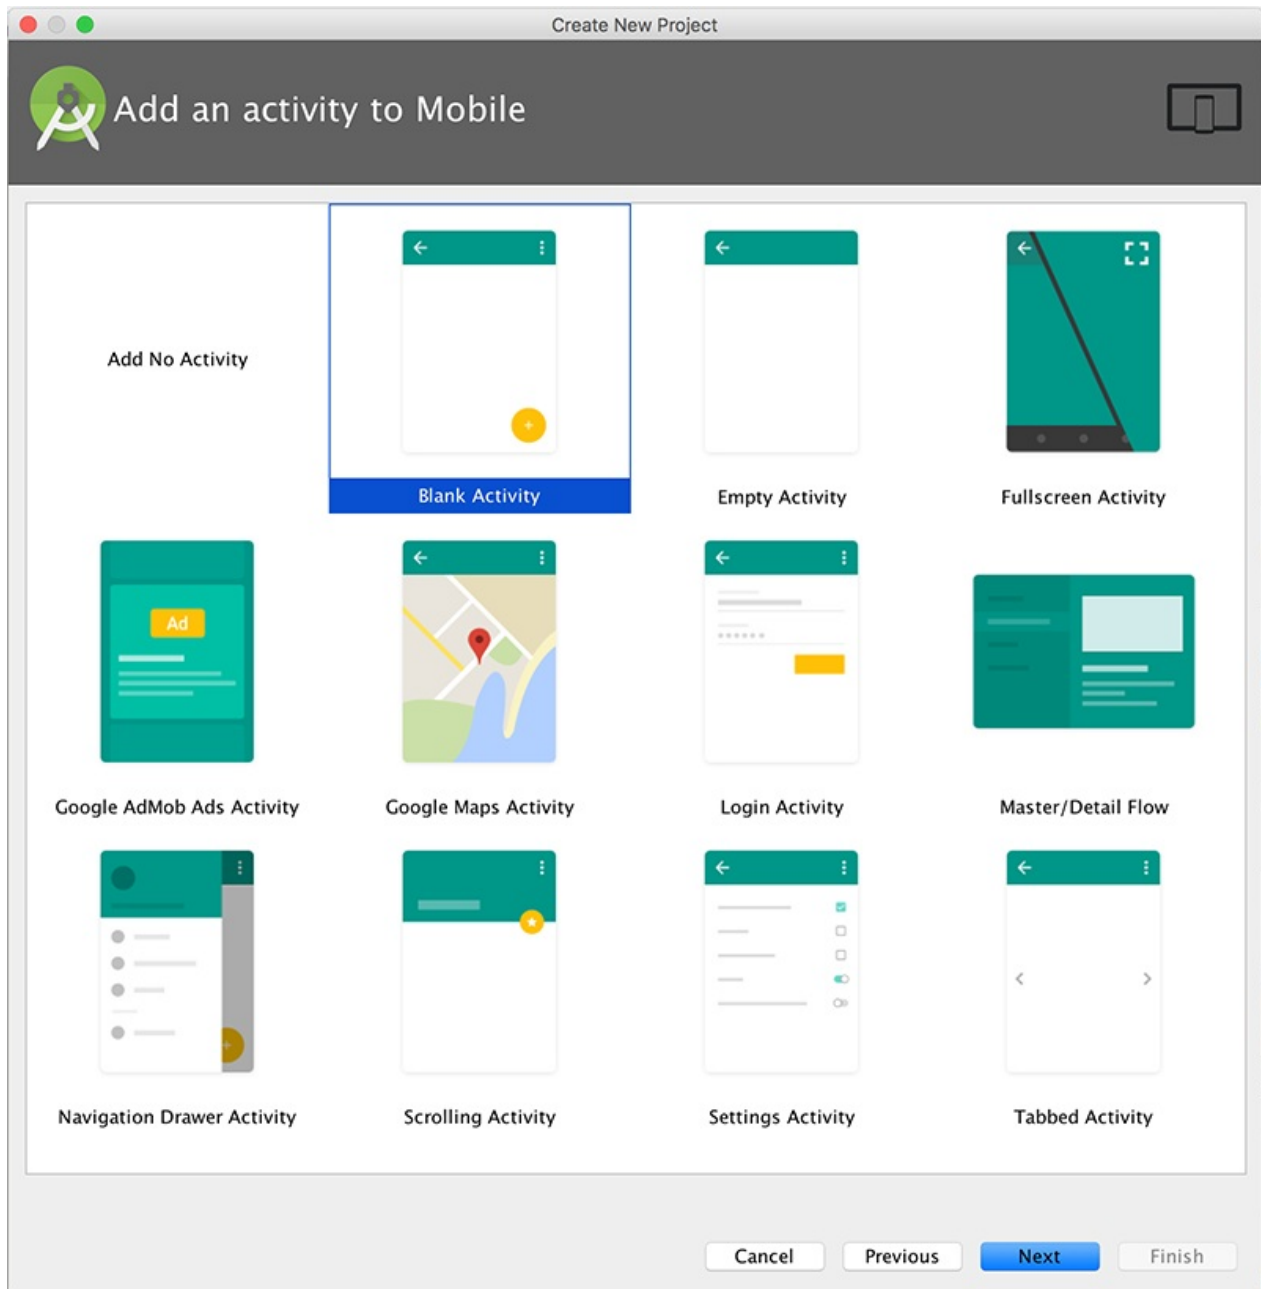 Create New Project
Add an activity to Mobile
Add No Activity
Blank Activity
Empty Activity
Fullscreen Activity
Ad
Google AdMob Ads Activity
Google Maps Activity
Login Activity
Master/Detail Flow
Navigation Drawer Activity
Scrolling Activity
Settings Activity
Tabbed Activity
Cancel
Previous
Next
Finish